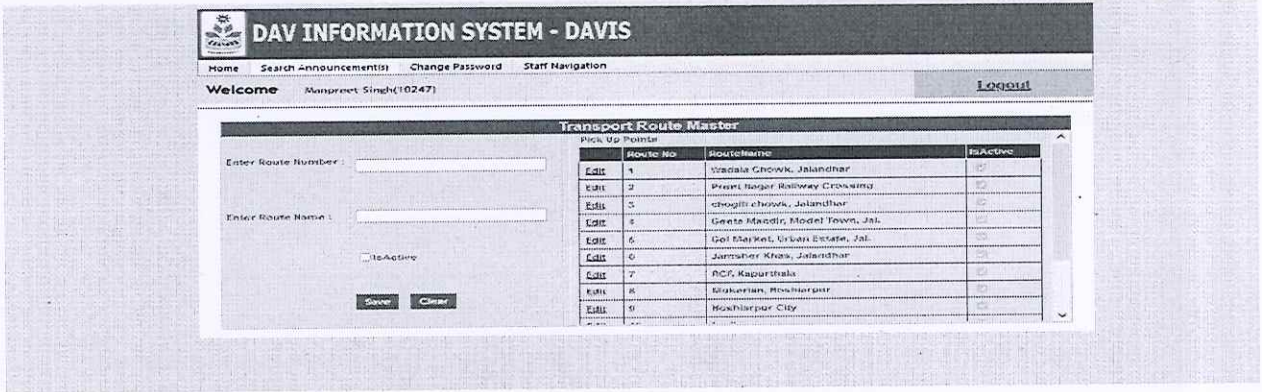 DAV INFORMATION SYSTEM - DAVIS
Home Search Announcement(s) Change Password Staff Navigation
Welcome Manpreet Singh(10247) Logout
Transport Route Master
Pick Up Points
Enter Route Number :
Enter Route Name :
IsActive
Save Clear
Route No RouteName IsActive
Edit 1 Wadala Chowk, Jalandhar
Edit 2 Preet Nagar Railway Crossing
Edit 3 chogitti chowk, Jalandhar
Edit 4 Geeta Mandir, Model Town, Jal.
Edit 5 Gol Market, Urban Estate, Jal.
Edit 6 Jamsher Khas, Jalandhar
Edit 7 RCF, Kapurthala
Edit 8 Mukerian, Hoshiarpur
Edit 9 Hoshiarpur City